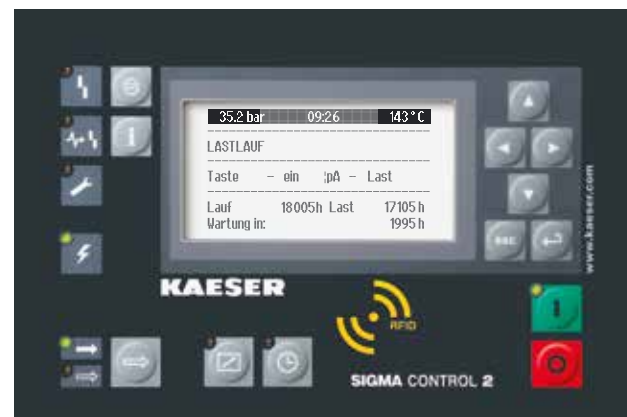 35.2 bar 09:26 143°C
LASTLAUF
Taste - ein ¦pA - Last
Lauf 18005h Last 17105h
Wartung in: 1995h
esc
www.kaeser.com
KAESER
RFID
SIGMA CONTROL 2